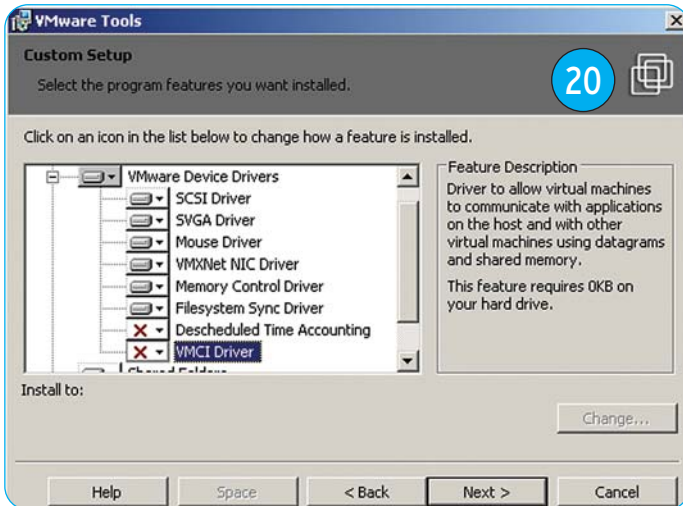 VMware Tools
Custom Setup
Select the program features you want installed.
20
Click on an icon in the list below to change how a feature is installed.
VMware Device Drivers
SCSI Driver
SVGA Driver
Mouse Driver
VMXNet NIC Driver
Memory Control Driver
Filesystem Sync Driver
Descheduled Time Accounting
VMCI Driver
Shared Folders
Feature Description
Driver to allow virtual machines
to communicate with applications
on the host and with other
virtual machines using datagrams
and shared memory.
This feature requires 0KB on
your hard drive.
Install to:
Change...
Help
Space
< Back
Next >
Cancel